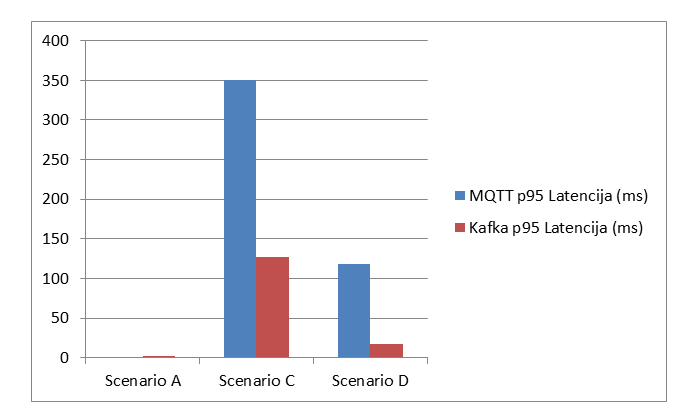 400
350
300
250
200
150
100
50
0
Scenario A
Scenario C
Scenario D
MQTT p95 Latencija (ms)
Kafka p95 Latencija (ms)